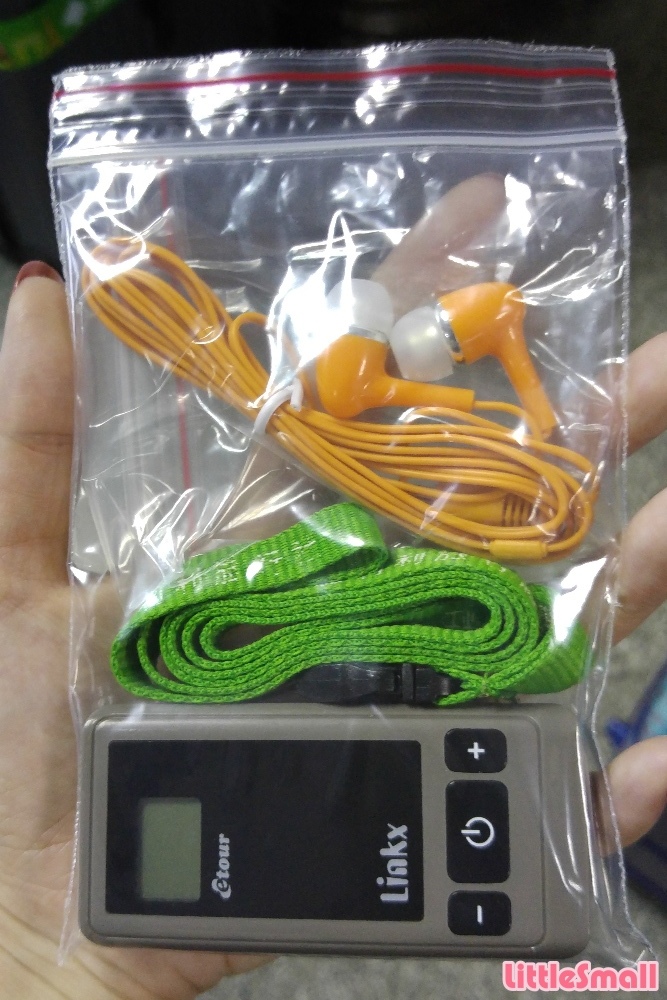 etour
Linkx
+
-
LittleSmall